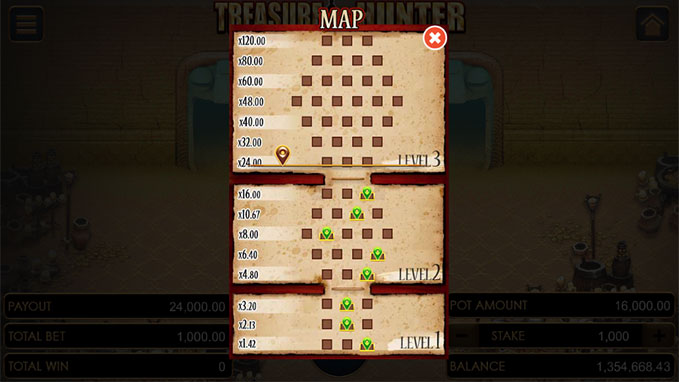 TREASURE HUNTER
MAP
x120.00
x80.00
x60.00
x48.00
x40.00
x32.00
x24.00
LEVEL 3
x16.00
x10.67
x8.00
x6.40
x4.80
LEVEL 2
x3.20
x2.13
x1.42
LEVEL 1
PAYOUT 24,000.00
POT AMOUNT 16,000.00
TOTAL BET 1,000.00
STAKE 1,000
TOTAL WIN 0
BALANCE 1,354,668.43